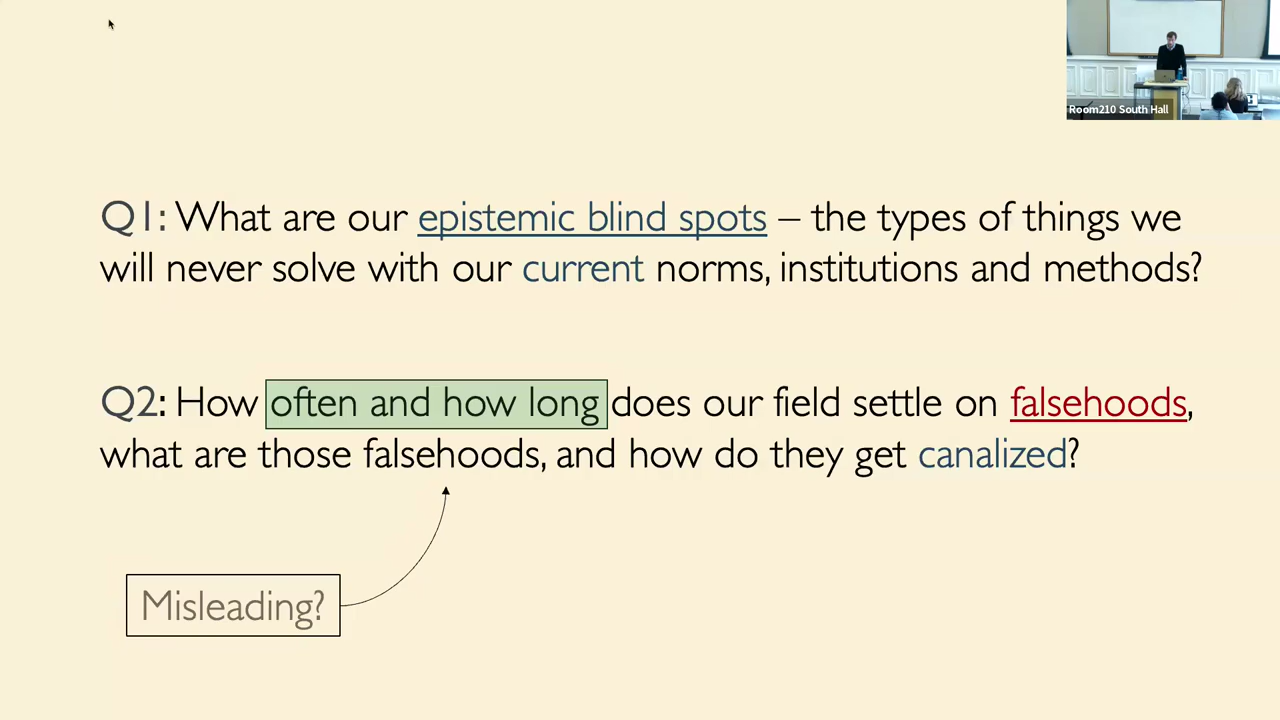 Room210 South Hall
Q1: What are our epistemic blind spots – the types of things we
will never solve with our current norms, institutions and methods?
Q2: How often and how long does our field settle on falsehoods,
what are those falsehoods, and how do they get canalized?
Misleading?